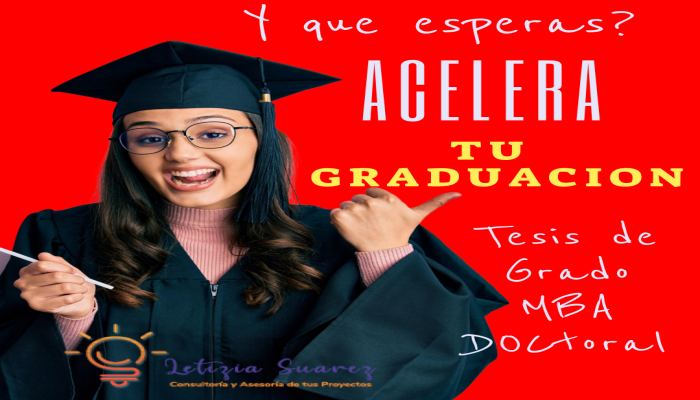 Y que esperas?
ACELERA
TU
GRADUACION
Tesis de
Grado
MBA
DOCtoral
Letizia Suarez
Consultoría y Asesoría de tus Proyectos